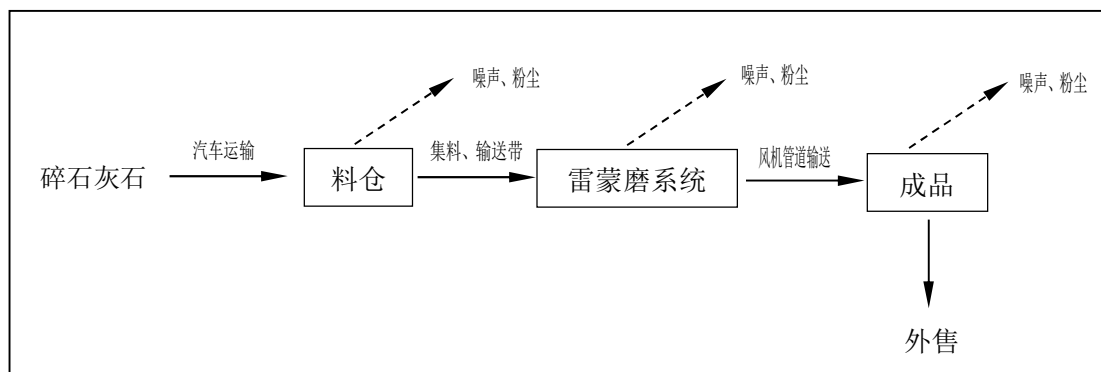 噪声、粉尘
噪声、粉尘
噪声、粉尘
碎石灰石
汽车运输
料仓
集料、输送带
雷蒙磨系统
风机管道输送
成品
外售